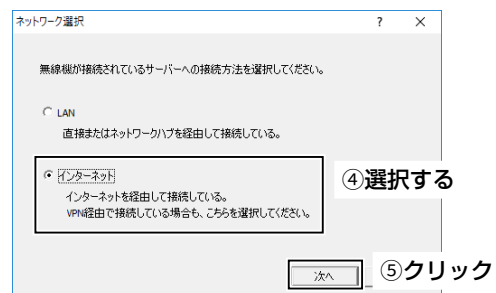 ネットワーク選択 ? ×
無線機が接続されているサーバーへの接続方法を選択してください。
LAN
直接またはネットワークハブを経由して接続している。
インターネット
インターネットを経由して接続している。
VPN経由で接続している場合も、こちらを選択してください。
④選択する
次へ
⑤クリック